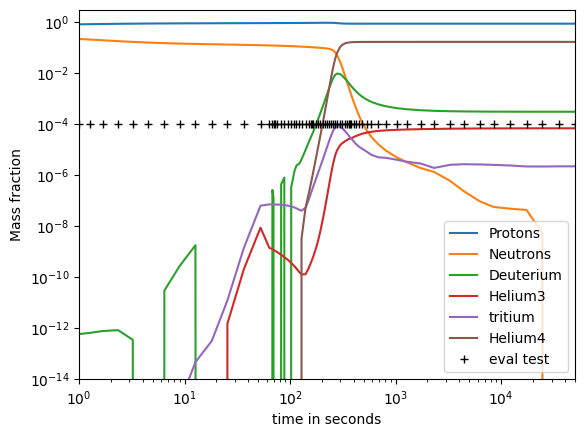 10⁰
10⁻²
10⁻⁴
10⁻⁶
10⁻⁸
10⁻¹⁰
10⁻¹²
10⁻¹⁴
Mass fraction
Protons
Neutrons
Deuterium
Helium3
tritium
Helium4
eval test
10⁰ 10¹ 10² 10³ 10⁴
time in seconds